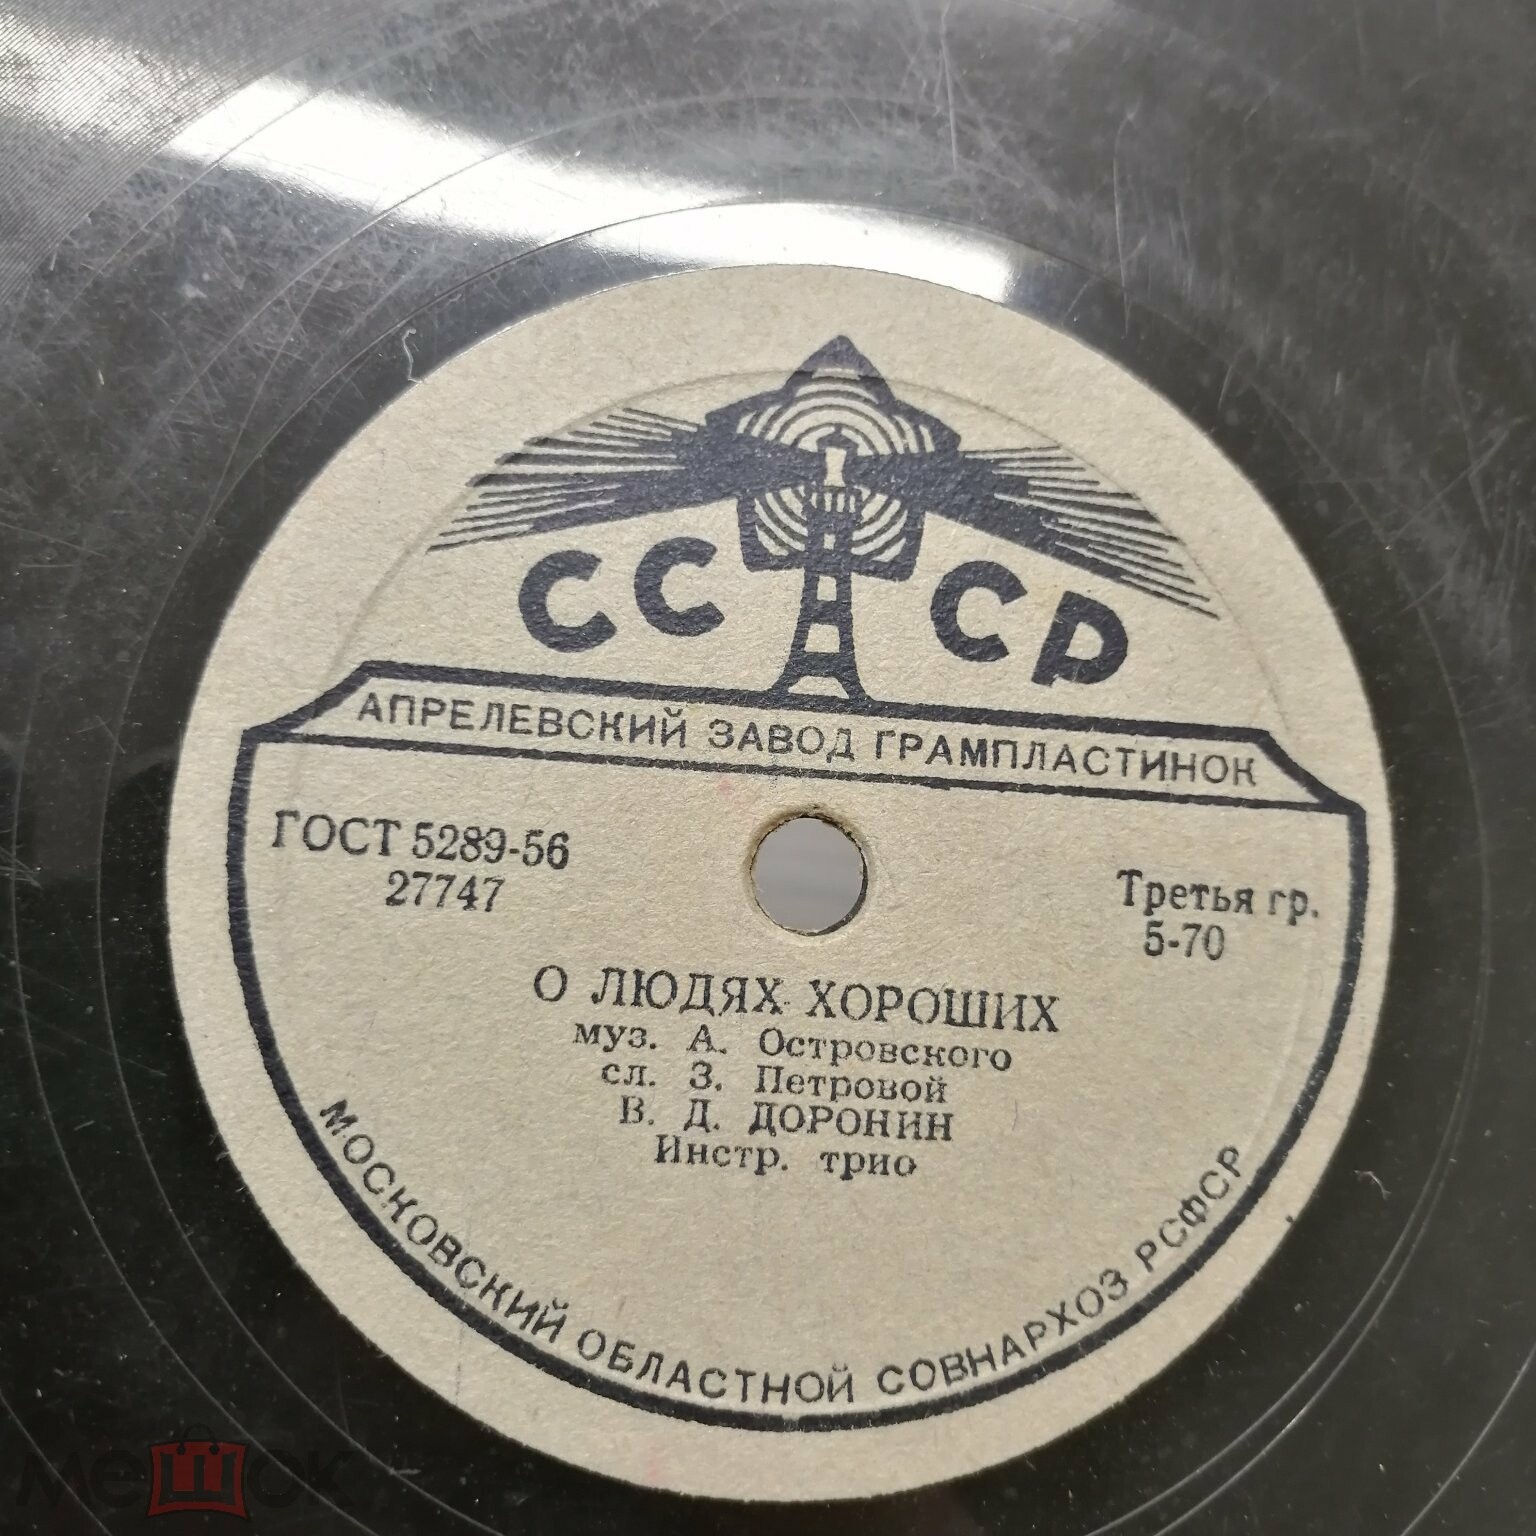 СССР
АПРЕЛЕВСКИЙ ЗАВОД ГРАМПЛАСТИНОК
ГОСТ 5289-56
27747
Третья гр.
5-70
О ЛЮДЯХ ХОРОШИХ
муз. А. Островского
сл. З. Петровой
В. Д. ДОРОНИН
Инстр. трио
МОСКОВСКИЙ ОБЛАСТНОЙ СОВНАРХОЗ РСФСР
мешок